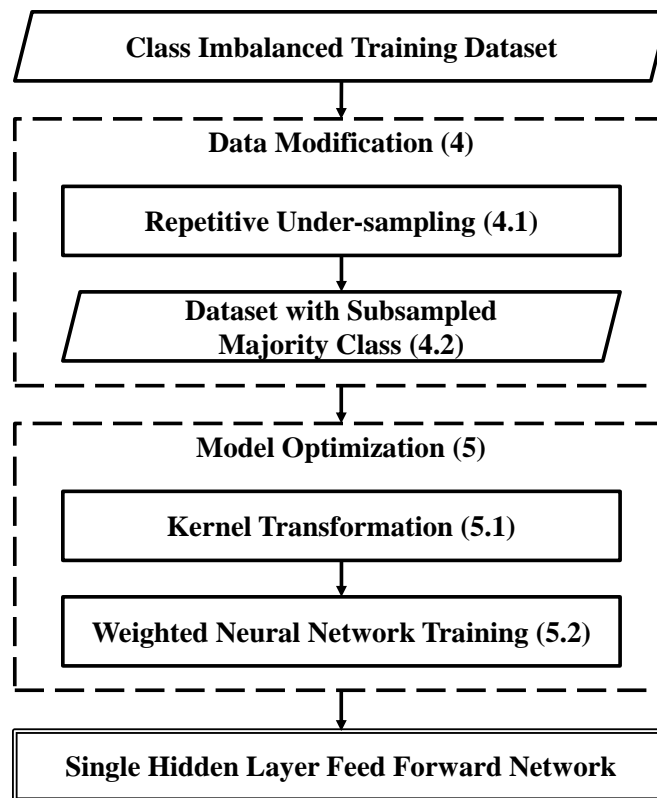 Class Imbalanced Training Dataset
Data Modification (4)
Repetitive Under-sampling (4.1)
Dataset with Subsampled
Majority Class (4.2)
Model Optimization (5)
Kernel Transformation (5.1)
Weighted Neural Network Training (5.2)
Single Hidden Layer Feed Forward Network